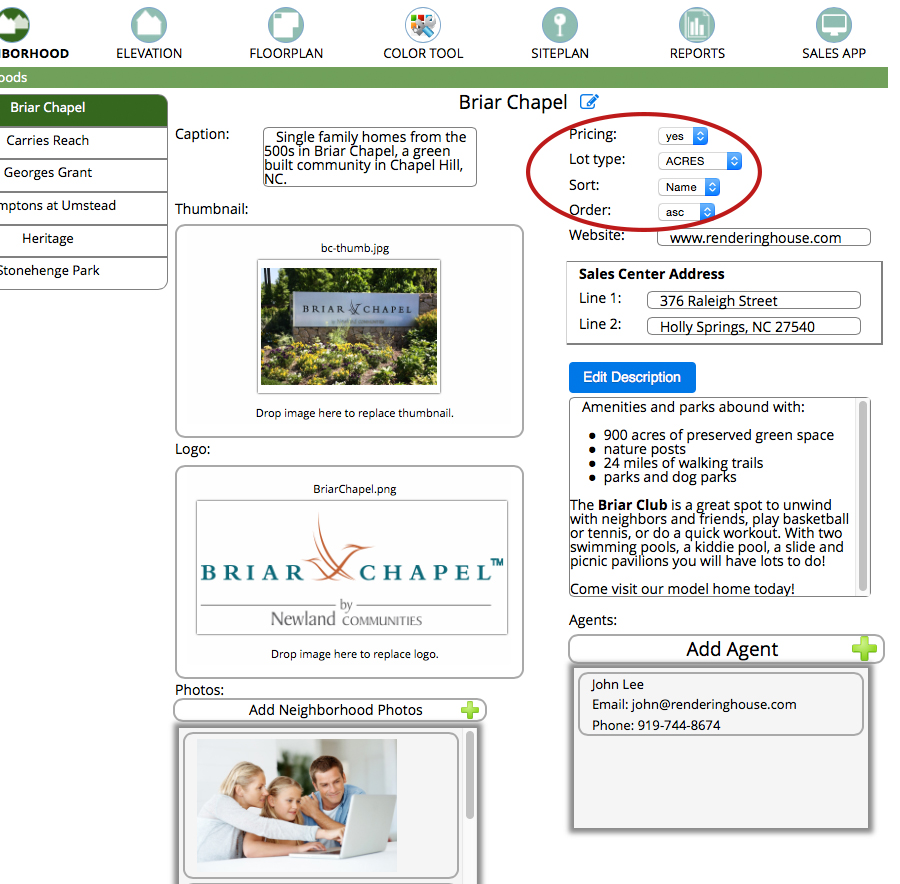 BORHOOD
ELEVATION
FLOORPLAN
COLOR TOOL
SITEPLAN
REPORTS
SALES APP
oods
Briar Chapel
Carries Reach
Georges Grant
mptons at Umstead
Heritage
Stonehenge Park
Briar Chapel
Caption:
Single family homes from the
500s in Briar Chapel, a green
built community in Chapel Hill,
NC.
Thumbnail:
bc-thumb.jpg
BRIAR CHAPEL
Drop image here to replace thumbnail.
Logo:
BriarChapel.png
BRIAR CHAPEL™
by
Newland COMMUNITIES
Drop image here to replace logo.
Photos:
Add Neighborhood Photos
Pricing: yes
Lot type: ACRES
Sort: Name
Order: asc
Website: www.renderinghouse.com
Sales Center Address
Line 1: 376 Raleigh Street
Line 2: Holly Springs, NC 27540
Edit Description
Amenities and parks abound with:
• 900 acres of preserved green space
• nature posts
• 24 miles of walking trails
• parks and dog parks
The Briar Club is a great spot to unwind
with neighbors and friends, play basketball
or tennis, or do a quick workout. With two
swimming pools, a kiddie pool, a slide and
picnic pavilions you will have lots to do!
Come visit our model home today!
Agents:
Add Agent
John Lee
Email: john@renderinghouse.com
Phone: 919-744-8674